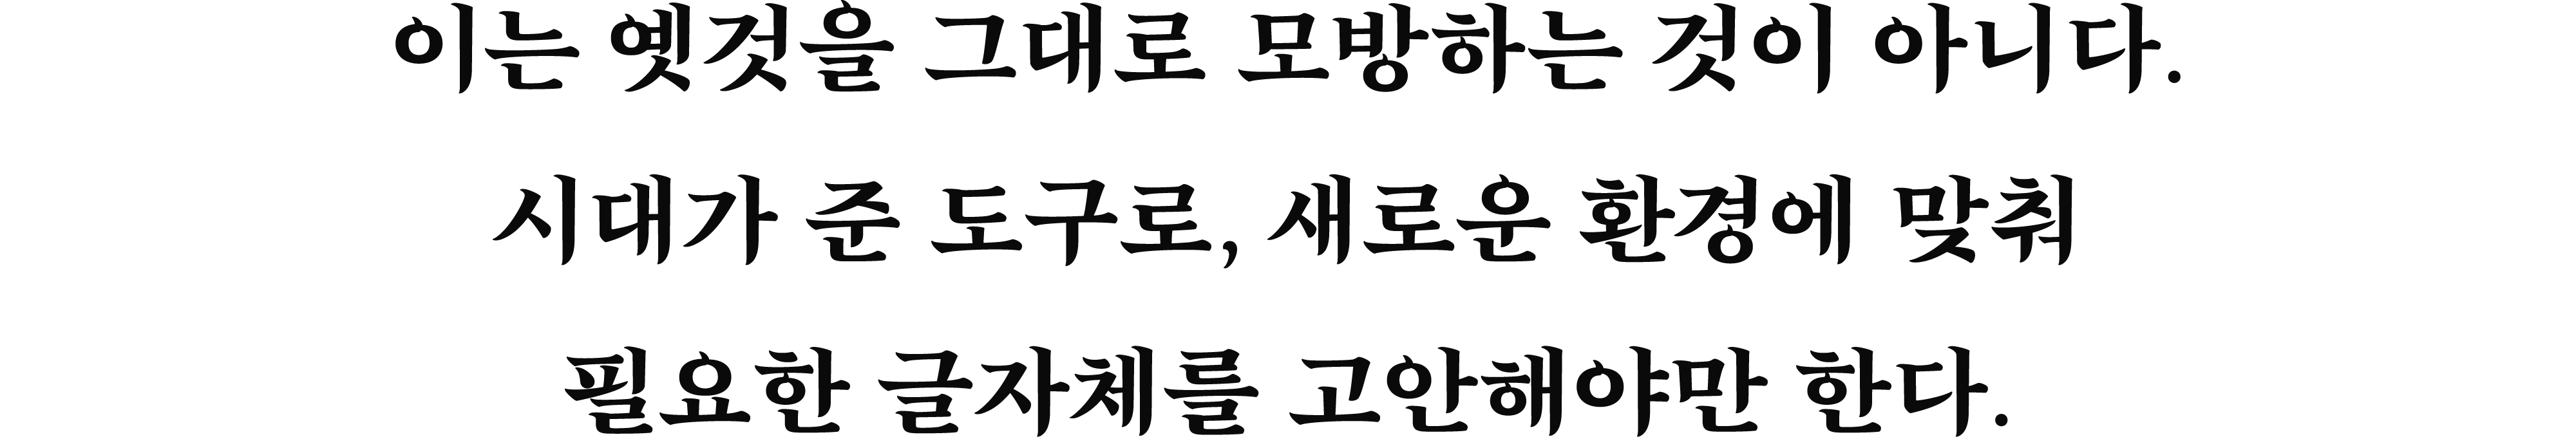 이는 옛것을 그대로 모방하는 것이 아니다.
시대가 준 도구로, 새로운 환경에 맞춰
필요한 글자체를 고안해야만 한다.